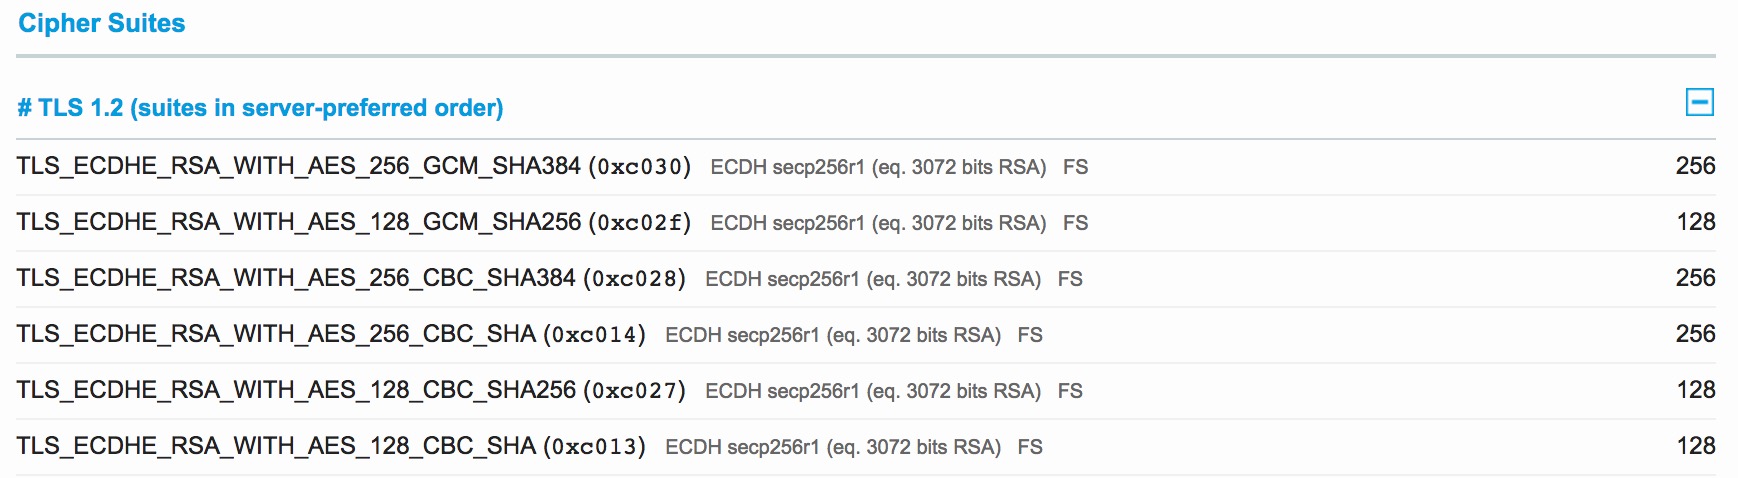 Cipher Suites
# TLS 1.2 (suites in server-preferred order)
TLS_ECDHE_RSA_WITH_AES_256_GCM_SHA384 (0xc030) ECDH secp256r1 (eq. 3072 bits RSA) FS 256
TLS_ECDHE_RSA_WITH_AES_128_GCM_SHA256 (0xc02f) ECDH secp256r1 (eq. 3072 bits RSA) FS 128
TLS_ECDHE_RSA_WITH_AES_256_CBC_SHA384 (0xc028) ECDH secp256r1 (eq. 3072 bits RSA) FS 256
TLS_ECDHE_RSA_WITH_AES_256_CBC_SHA (0xc014) ECDH secp256r1 (eq. 3072 bits RSA) FS 256
TLS_ECDHE_RSA_WITH_AES_128_CBC_SHA256 (0xc027) ECDH secp256r1 (eq. 3072 bits RSA) FS 128
TLS_ECDHE_RSA_WITH_AES_128_CBC_SHA (0xc013) ECDH secp256r1 (eq. 3072 bits RSA) FS 128